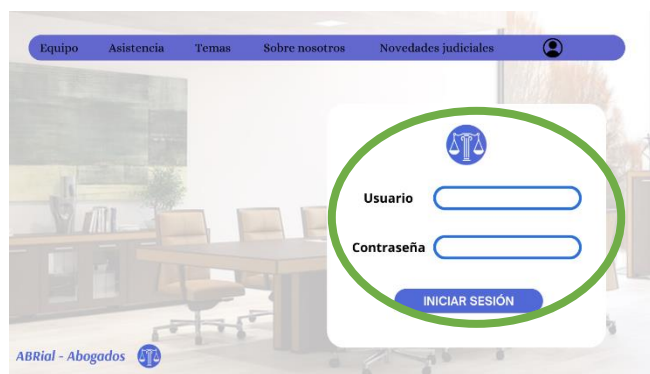 Equipo Asistencia Temas Sobre nosotros Novedades judiciales
Usuario
Contraseña
INICIAR SESIÓN
ABRial - Abogados